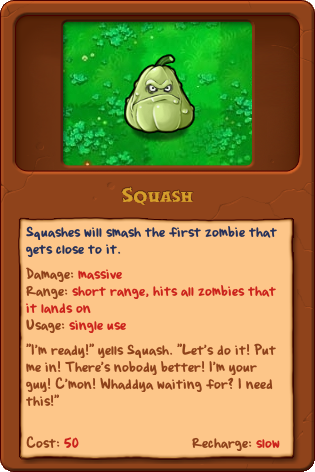 Squash
Squashes will smash the first zombie that
gets close to it.
Damage: massive
Range: short range, hits all zombies that
it lands on
Usage: single use
"I'm ready!" yells Squash. "Let's do it! Put
me in! There's nobody better! I'm your
guy! C'mon! Whaddya waiting for? I need
this!"
Cost: 50 Recharge: slow